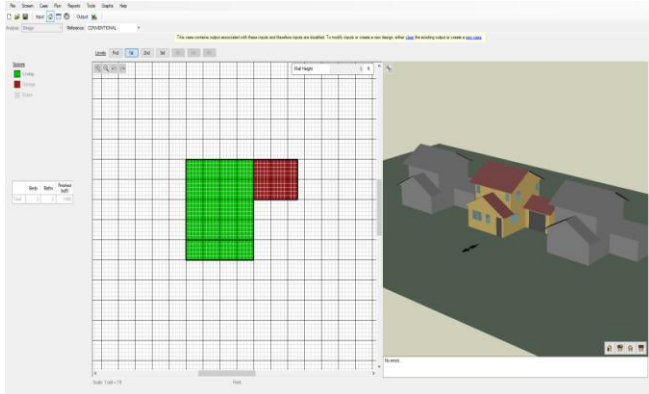 File Screen Case Run Reports Tools Graphs Help
Input Output
Analysis: Design Reference: CONVENTIONAL
This case contains output associated with these inputs and therefore inputs are disabled. To modify inputs or create a new design, either clear the existing output or create a new case.
Levels Fnd 1st 2nd 3rd
Spaces
Living
Garage
Wall Height
Beds Baths Finished
Total
No errors
Scale: 1 cell = 1 ft Front